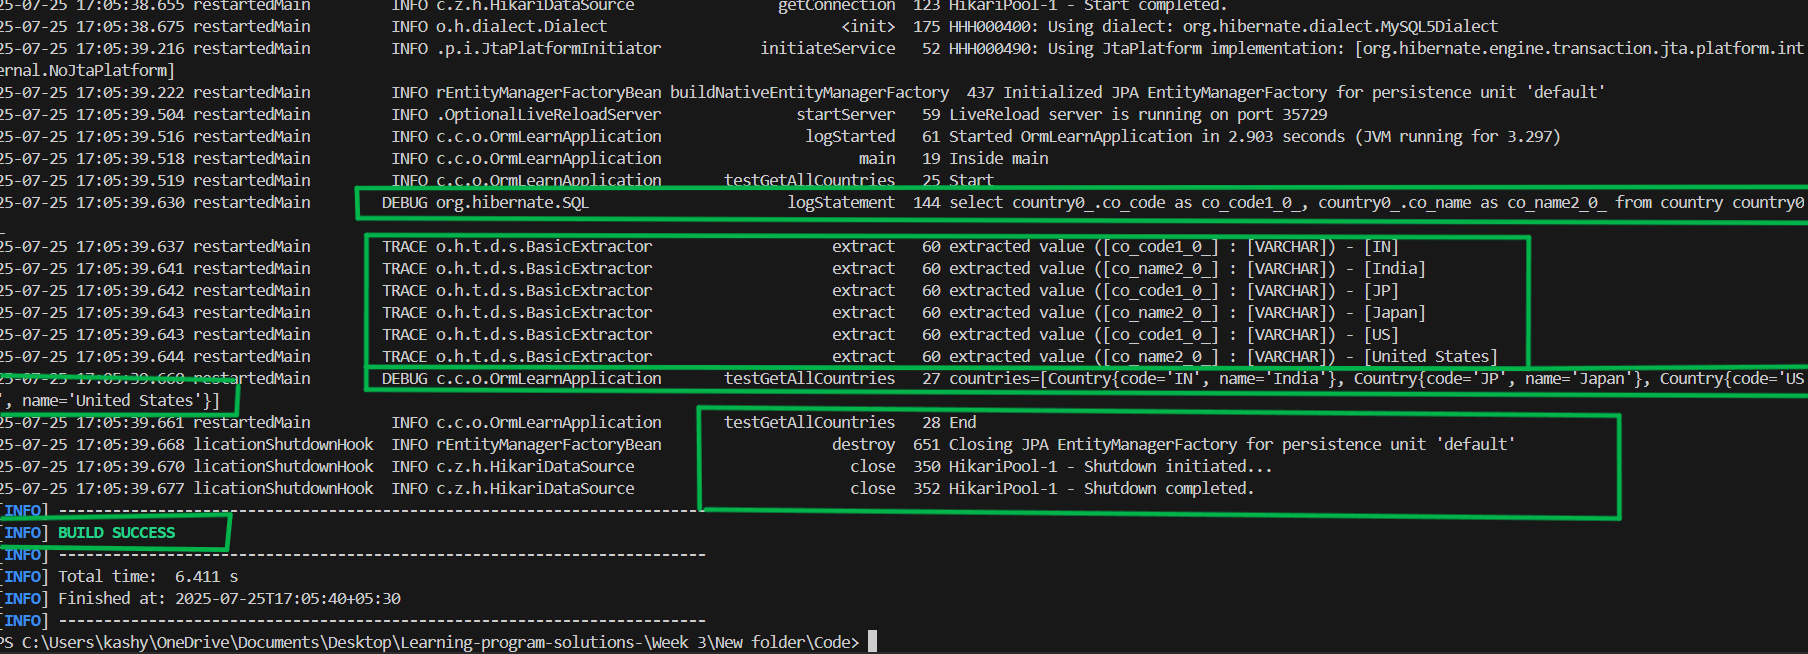 25-07-25 17:05:38.655 restartedMain INFO c.z.h.HikariDataSource getConnection 123 HikariPool-1 - Start completed.
25-07-25 17:05:38.675 restartedMain INFO o.h.dialect.Dialect <init> 175 HHH000400: Using dialect: org.hibernate.dialect.MySQL5Dialect
25-07-25 17:05:39.216 restartedMain INFO .p.i.JtaPlatformInitiator initiateService 52 HHH000490: Using JtaPlatform implementation: [org.hibernate.engine.transaction.jta.platform.int
ernal.NoJtaPlatform]
25-07-25 17:05:39.222 restartedMain INFO rEntityManagerFactoryBean buildNativeEntityManagerFactory 437 Initialized JPA EntityManagerFactory for persistence unit 'default'
25-07-25 17:05:39.504 restartedMain INFO .OptionalLiveReloadServer startServer 59 LiveReload server is running on port 35729
25-07-25 17:05:39.516 restartedMain INFO c.c.o.OrmLearnApplication logStarted 61 Started OrmLearnApplication in 2.903 seconds (JVM running for 3.297)
25-07-25 17:05:39.518 restartedMain INFO c.c.o.OrmLearnApplication main 19 Inside main
25-07-25 17:05:39.519 restartedMain INFO c.c.o.OrmLearnApplication testGetAllCountries 25 Start
25-07-25 17:05:39.630 restartedMain DEBUG org.hibernate.SQL logStatement 144 select country0_.co_code as co_code1_0_, country0_.co_name as co_name2_0_ from country country0
_
25-07-25 17:05:39.637 restartedMain TRACE o.h.t.d.s.BasicExtractor extract 60 extracted value ([co_code1_0_] : [VARCHAR]) - [IN]
25-07-25 17:05:39.641 restartedMain TRACE o.h.t.d.s.BasicExtractor extract 60 extracted value ([co_name2_0_] : [VARCHAR]) - [India]
25-07-25 17:05:39.642 restartedMain TRACE o.h.t.d.s.BasicExtractor extract 60 extracted value ([co_code1_0_] : [VARCHAR]) - [JP]
25-07-25 17:05:39.643 restartedMain TRACE o.h.t.d.s.BasicExtractor extract 60 extracted value ([co_name2_0_] : [VARCHAR]) - [Japan]
25-07-25 17:05:39.643 restartedMain TRACE o.h.t.d.s.BasicExtractor extract 60 extracted value ([co_code1_0_] : [VARCHAR]) - [US]
25-07-25 17:05:39.644 restartedMain TRACE o.h.t.d.s.BasicExtractor extract 60 extracted value ([co_name2_0_] : [VARCHAR]) - [United States]
25-07-25 17:05:39.660 restartedMain DEBUG c.c.o.OrmLearnApplication testGetAllCountries 27 countries=[Country{code='IN', name='India'}, Country{code='JP', name='Japan'}, Country{code='US
', name='United States'}]
25-07-25 17:05:39.661 restartedMain INFO c.c.o.OrmLearnApplication testGetAllCountries 28 End
25-07-25 17:05:39.668 licationShutdownHook INFO rEntityManagerFactoryBean destroy 651 Closing JPA EntityManagerFactory for persistence unit 'default'
25-07-25 17:05:39.670 licationShutdownHook INFO c.z.h.HikariDataSource close 350 HikariPool-1 - Shutdown initiated...
25-07-25 17:05:39.677 licationShutdownHook INFO c.z.h.HikariDataSource close 352 HikariPool-1 - Shutdown completed.
[INFO] ------------------------------------------------------------------------
[INFO] BUILD SUCCESS
[INFO] ------------------------------------------------------------------------
[INFO] Total time:  6.411 s
[INFO] Finished at: 2025-07-25T17:05:40+05:30
[INFO] ------------------------------------------------------------------------
PS C:\Users\kashy\OneDrive\Documents\Desktop\Learning-program-solutions-\Week 3\New folder\Code>